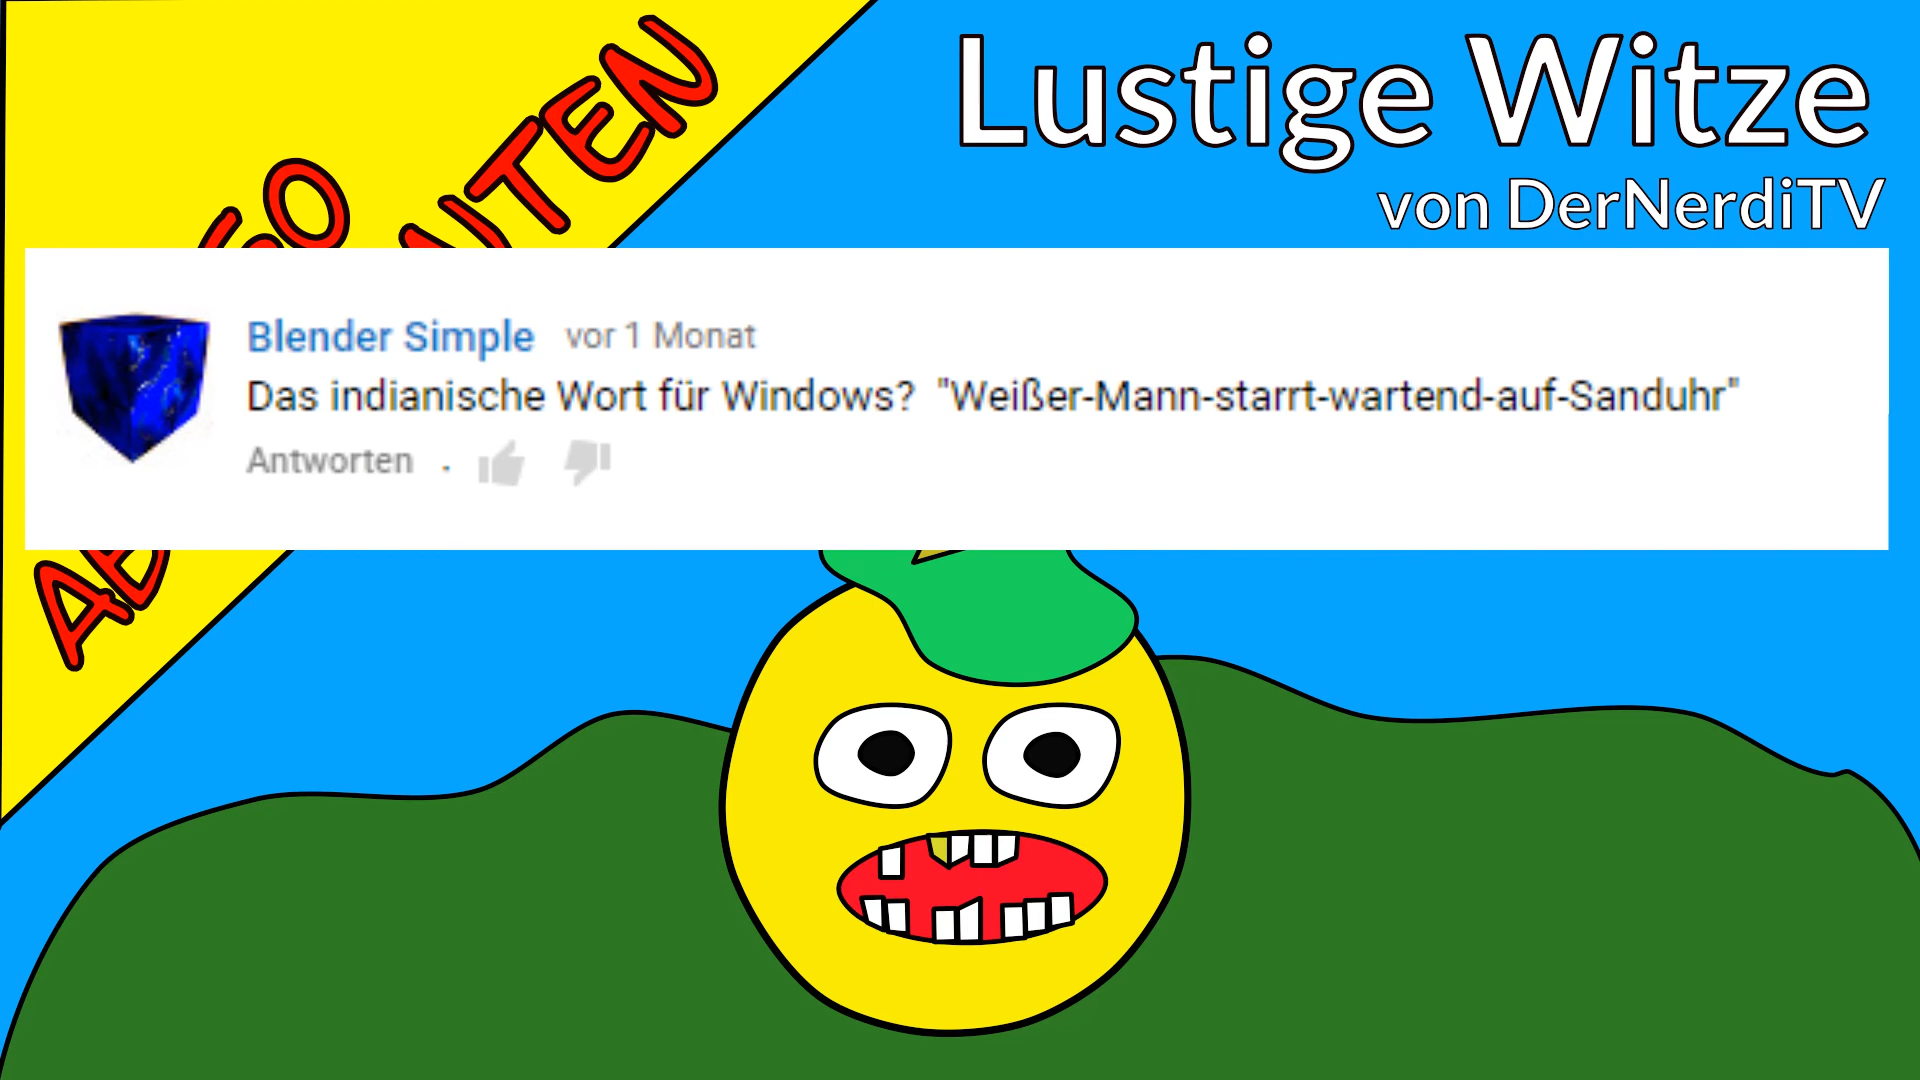 Lustige Witze
von DerNerdiTV
Blender Simple vor 1 Monat
Das indianische Wort für Windows? "Weißer-Mann-starrt-wartend-auf-Sanduhr"
Antworten .